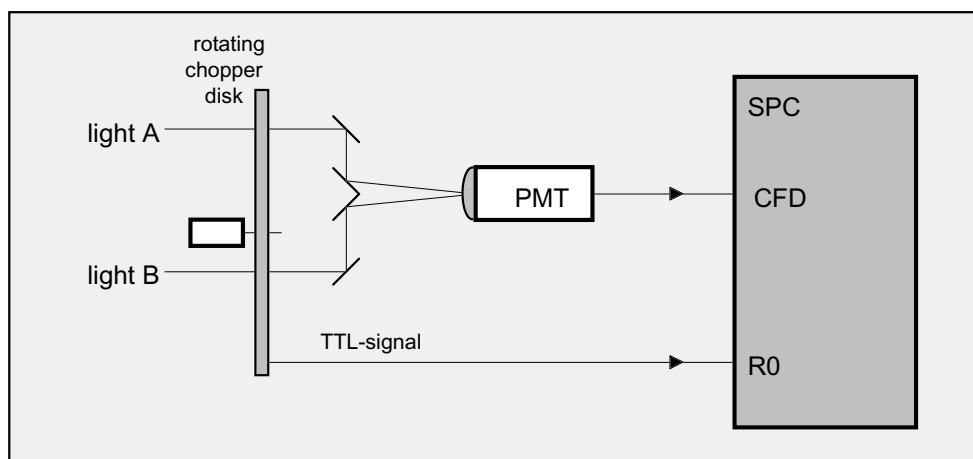 rotating
chopper
disk
light A
light B
TTL-signal
PMT
SPC
CFD
R0